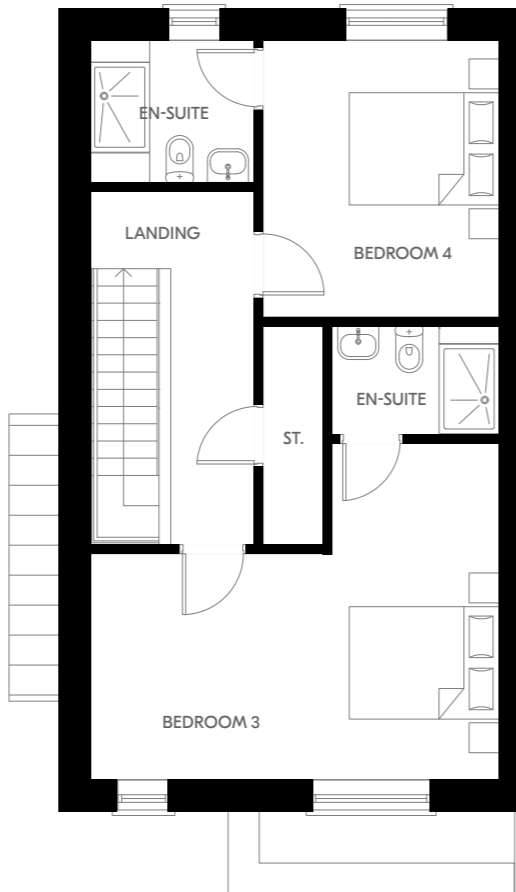 EN-SUITE
LANDING
BEDROOM 4
EN-SUITE
ST.
BEDROOM 3